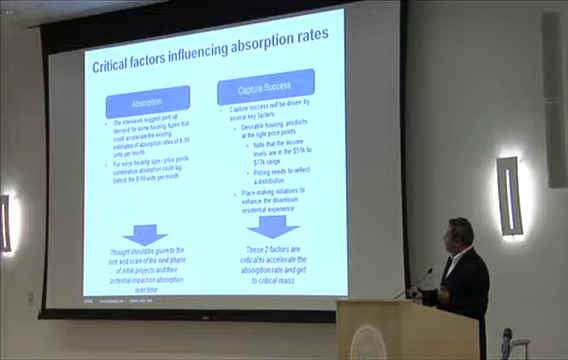 Critical factors influencing absorption rates
Absorption
• The interviews suggest pent up
demand for some housing types that
could accelerate the existing
estimates of absorption rates of 8-10
units per month
• For some housing type / price points
combination absorption could lag
behind the 8-10-units per month
Thought should be given to the
size and scale of the next phase
of initial projects and their
potential impaction absorption
over time
Capture Success
• Capture success will be driven by
several key factors:
• Desirable housing products
at the right price points
• Note that the income
levels are in the $51k to
$77k range
• Pricing needs to reflect
a distribution
• Place-making initiatives to
enhance the downtown
residential experience
These 2 factors are
critical to accelerate the
absorption rate and get
to critical mass